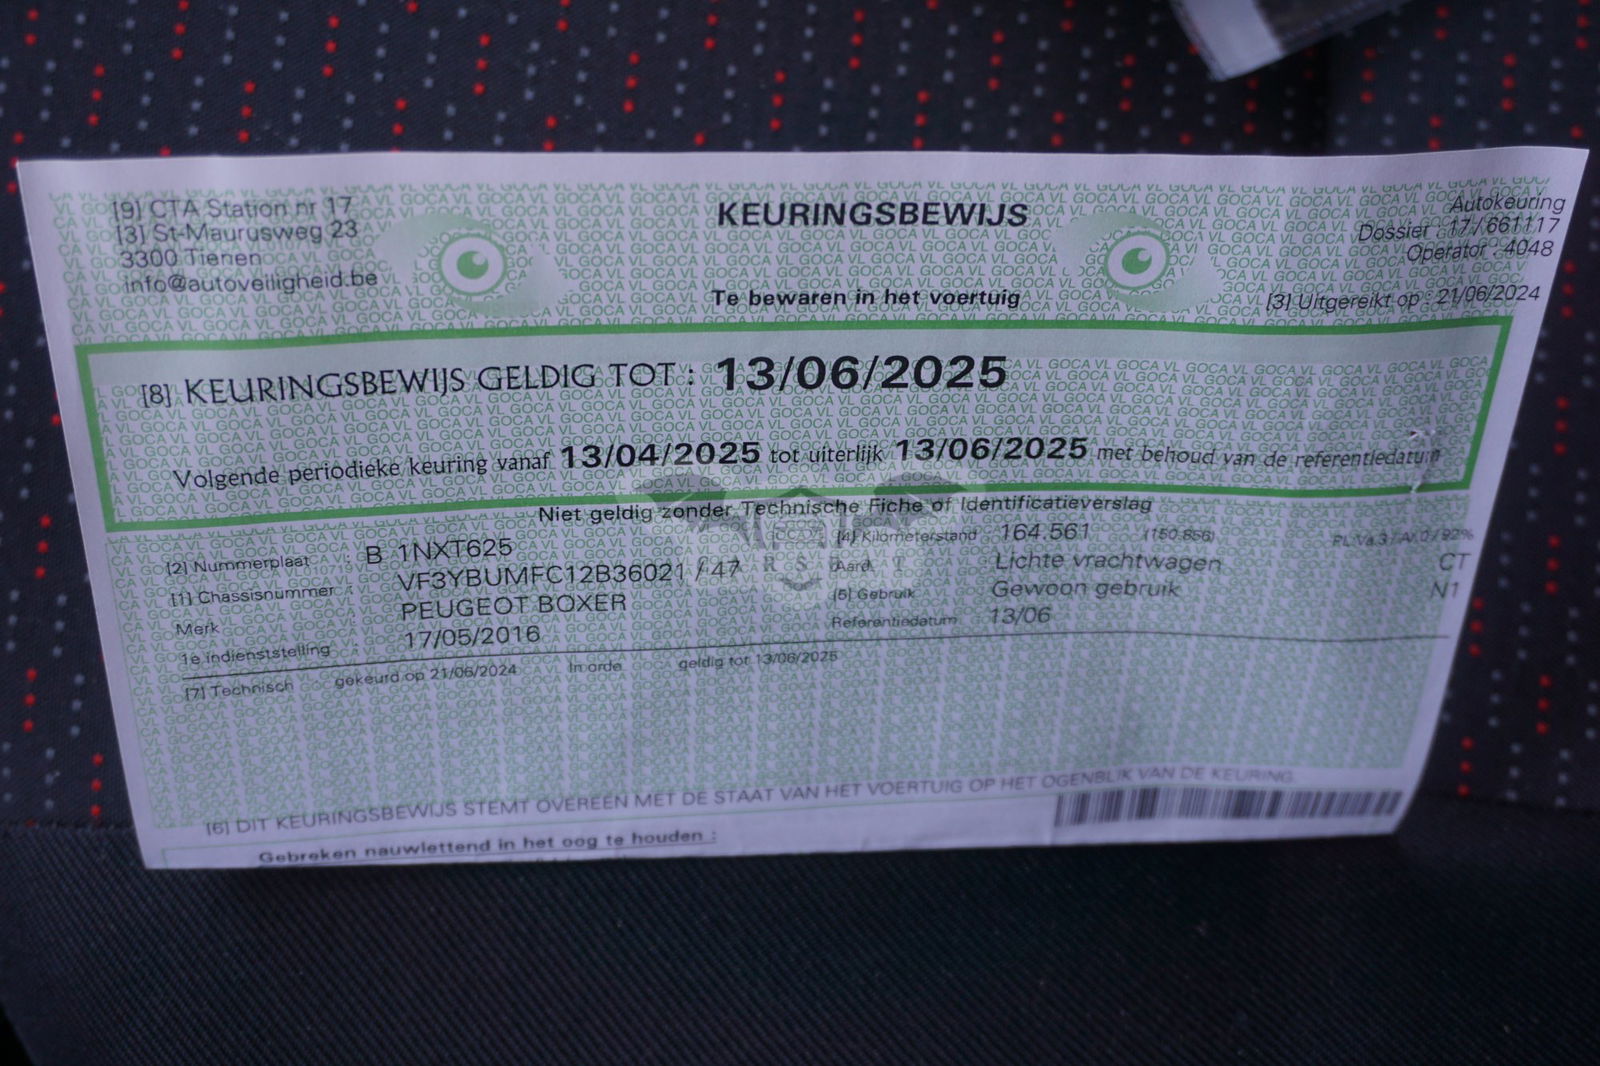 [9] CTA Station nr 17
[3] St-Maurusweg 23
3300 Tienen
info@autoveiligheid.be
KEURINGSBEWIJS
Te bewaren in het voertuig
Autokeuring
Dossier : 17 / 661117
Operator : 4048
[3] Uitgereikt op : 21/06/2024
[8] KEURINGSBEWIJS GELDIG TOT : 13/06/2025
Volgende periodieke keuring vanaf 13/04/2025 tot uiterlijk 13/06/2025 met behoud van de referentiedatum
Niet geldig zonder Technische Fiche of Identificatieverslag
[2] Nummerplaat : B 1NXT625
[1] Chassisnummer : VF3YBUMFC12B36021 / 47
Merk : PEUGEOT BOXER
1e indienststelling : 17/05/2016
[4] Kilometerstand 164.561 (150.856)
Aard Lichte vrachtwagen CT
[5] Gebruik Gewoon gebruik N1
Referentiedatum 13/06
[7] Technisch gekeurd op 21/06/2024 In orde geldig tot 13/06/2025
[6] DIT KEURINGSBEWIJS STEMT OVEREEN MET DE STAAT VAN HET VOERTUIG OP HET OGENBLIK VAN DE KEURING.
Gebreken nauwlettend in het oog te houden :